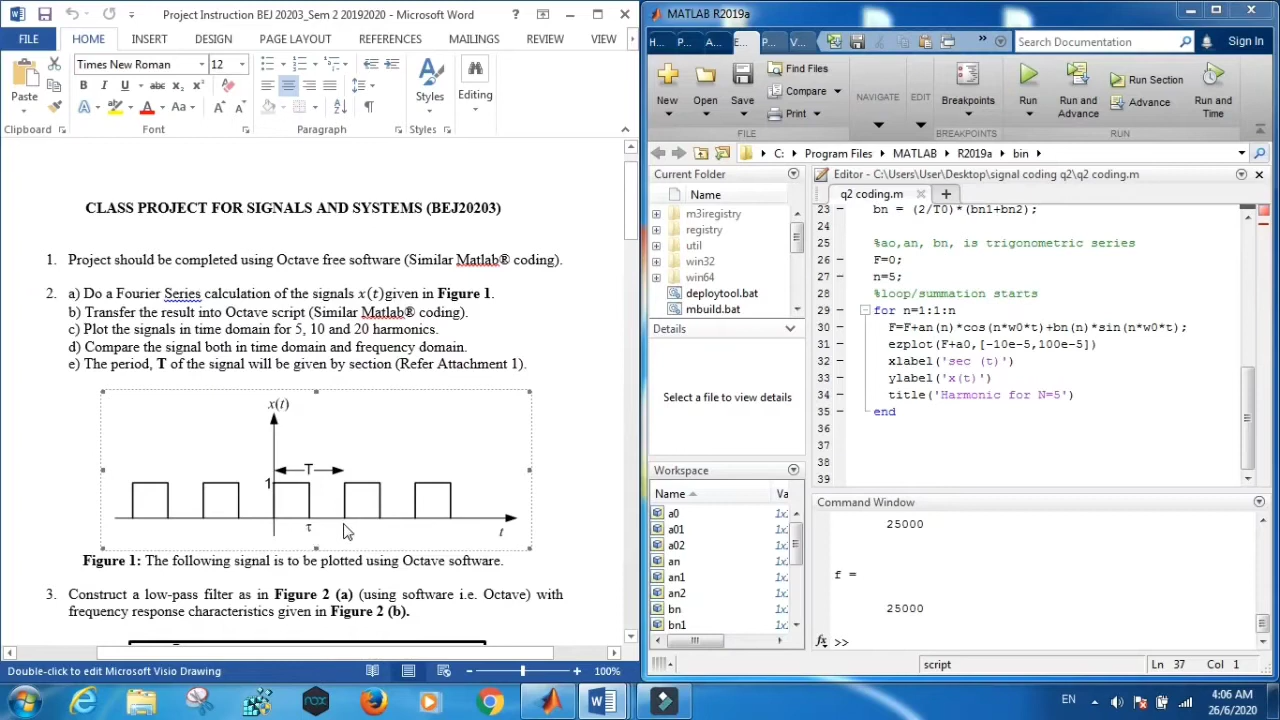 Project Instruction BEJ 20203_Sem 2 20192020 - Microsoft Word
FILE HOME INSERT DESIGN PAGE LAYOUT REFERENCES MAILINGS REVIEW VIEW
Times New Roman 12
Paste
Styles
Editing
Clipboard Font Paragraph Styles
CLASS PROJECT FOR SIGNALS AND SYSTEMS (BEJ20203)
1. Project should be completed using Octave free software (Similar Matlab® coding).
2. a) Do a Fourier Series calculation of the signals x(t)given in Figure 1.
b) Transfer the result into Octave script (Similar Matlab® coding).
c) Plot the signals in time domain for 5, 10 and 20 harmonics.
d) Compare the signal both in time domain and frequency domain.
e) The period, T of the signal will be given by section (Refer Attachment 1).
x(t)
T
1
τ
t
Figure 1: The following signal is to be plotted using Octave software.
3. Construct a low-pass filter as in Figure 2 (a) (using software i.e. Octave) with
frequency response characteristics given in Figure 2 (b).
Double-click to edit Microsoft Visio Drawing
100%
MATLAB R2019a
H... P... A... E... P... V...
Search Documentation
Sign In
New Open Save
Find Files
Compare
Print
NAVIGATE EDIT
Breakpoints
Run
Run and Advance
Run Section
Advance
Run and Time
FILE BREAKPOINTS RUN
C: Program Files MATLAB R2019a bin
Current Folder
Name
m3iregistry
registry
util
win32
win64
deploytool.bat
mbuild.bat
Details
Select a file to view details
Workspace
Name Va
a0 1x
a01 1x
a02 1x
an 1x
an1 1x
an2 1x
bn 1x
bn1 1x
Editor - C:\Users\User\Desktop\signal coding q2\q2 coding.m
q2 coding.m
23 bn = (2/T0)*(bn1+bn2);
24
25 %ao,an, bn, is trigonometric series
26 F=0;
27 n=5;
28 %loop/summation starts
29 for n=1:1:n
30 F=F+an(n)*cos(n*w0*t)+bn(n)*sin(n*w0*t);
31 ezplot(F+a0,[-10e-5,100e-5])
32 xlabel('sec (t)')
33 ylabel('x(t)')
34 title('Harmonic for N=5')
35 end
36
37
38
39
Command Window
25000
f =
25000
fx >>
script Ln 37 Col 1
nox
EN
4:06 AM
26/6/2020